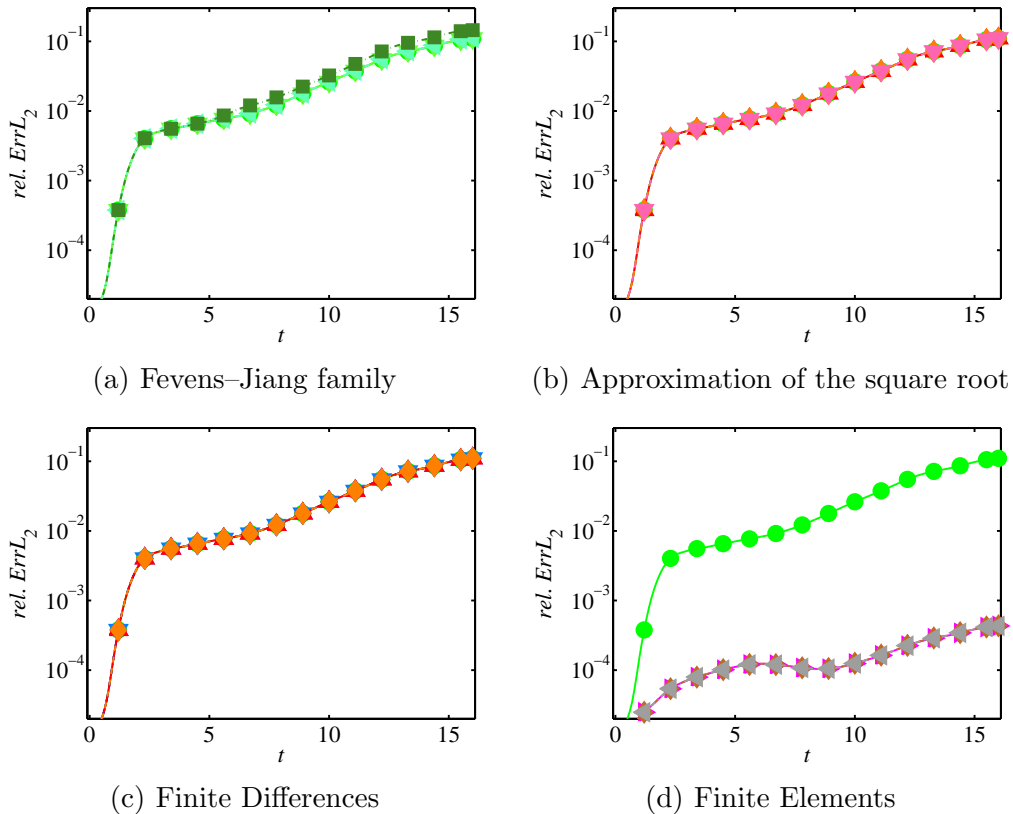 10⁻¹
10⁻²
10⁻³
10⁻⁴
rel. ErrL₂
0 5 10 15
t
(a) Fevens–Jiang family
10⁻¹
10⁻²
10⁻³
10⁻⁴
rel. ErrL₂
0 5 10 15
t
(b) Approximation of the square root
10⁻¹
10⁻²
10⁻³
10⁻⁴
rel. ErrL₂
0 5 10 15
t
(c) Finite Differences
10⁻¹
10⁻²
10⁻³
10⁻⁴
rel. ErrL₂
0 5 10 15
t
(d) Finite Elements